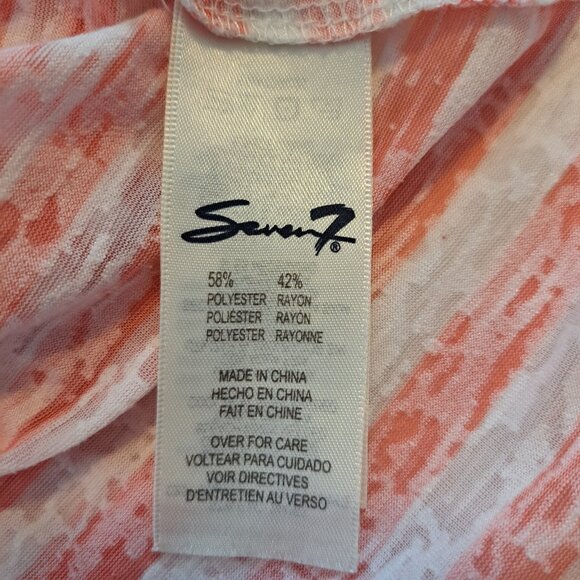 Seven7®
58% 42%
POLYESTER RAYON
POLIÉSTER RAYÓN
POLYESTER RAYONNE
MADE IN CHINA
HECHO EN CHINA
FAIT EN CHINE
OVER FOR CARE
VOLTEAR PARA CUIDADO
VOIR DIRECTIVES
D'ENTRETIEN AU VERSO